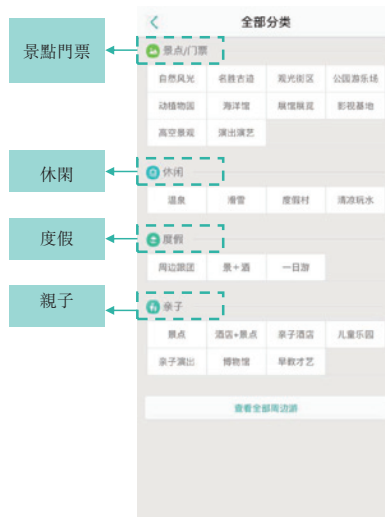 全部分类
景點門票
景点/门票
自然风光 名胜古迹 观光街区 公园游乐场
动植物园 海洋馆 展馆展览 影视基地
高空景观 演出演艺
休閑
休闲
温泉 滑雪 度假村 清凉玩水
度假
度假
周边跟团 景+酒 一日游
親子
亲子
景点 酒店+景点 亲子酒店 儿童乐园
亲子演出 博物馆 早教才艺
查看全部周边游